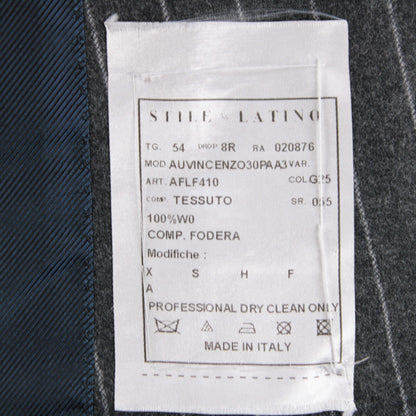 STILE LATINO
TG. 54 DROP 8R RA 020876
MOD. AUVINCENZO30PAA3 VAR.
ART. AFLF410 COL. G25
COMP. TESSUTO SR. 055
100%W0
COMP. FODERA
Modifiche :
X S H F
A
PROFESSIONAL DRY CLEAN ONLY
MADE IN ITALY